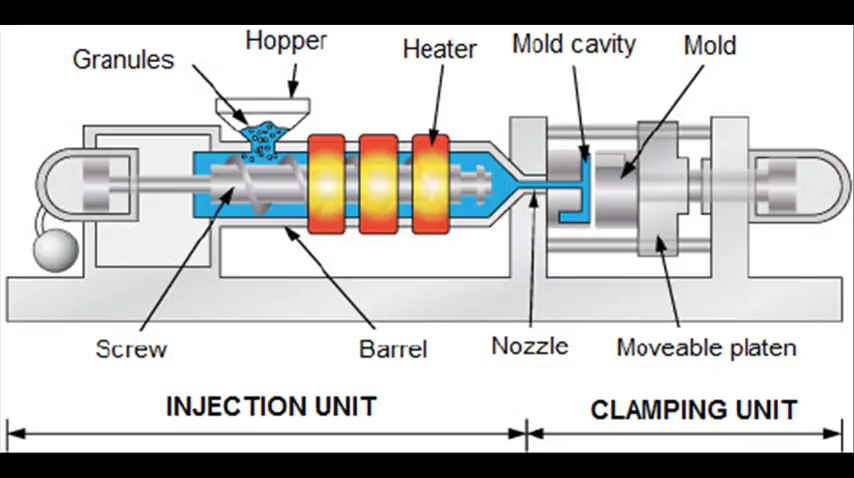 Granules
Hopper
Heater
Mold cavity
Mold
Screw
Barrel
Nozzle
Moveable platen
INJECTION UNIT
CLAMPING UNIT